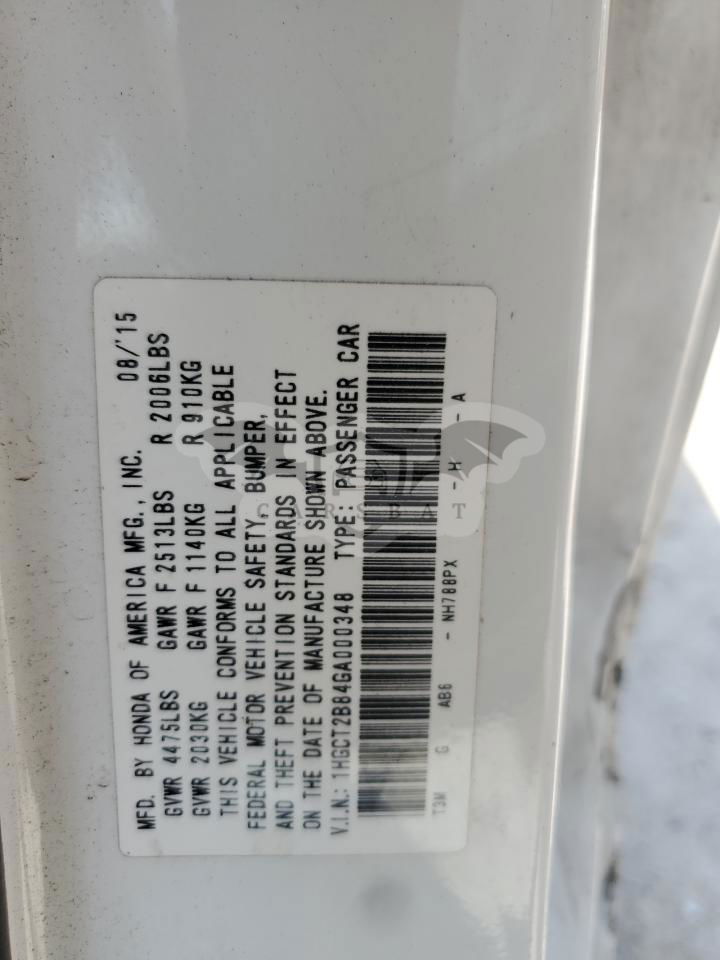 MFD. BY HONDA OF AMERICA MFG., INC. 08/'15
GVWR 4475LBS GAWR F 2513LBS R 2006LBS
GVWR 2030KG GAWR F 1140KG R 910KG
THIS VEHICLE CONFORMS TO ALL APPLICABLE
FEDERAL MOTOR VEHICLE SAFETY, BUMPER,
AND THEFT PREVENTION STANDARDS IN EFFECT
ON THE DATE OF MANUFACTURE SHOWN ABOVE.
V.I.N.: 1HGCT2B84GA000348 TYPE: PASSENGER CAR
T3M G AB6 - NH788PX - H - A
CARSBAT